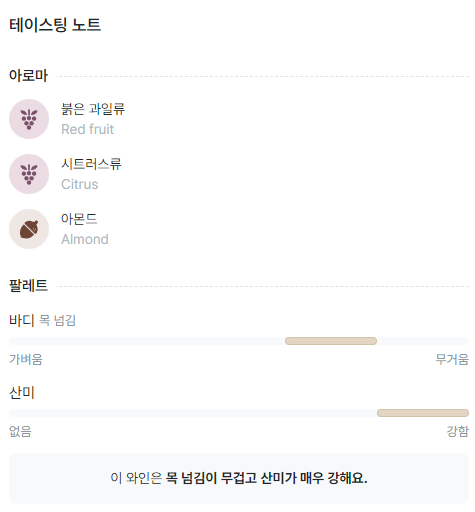 테이스팅 노트
아로마
붉은 과일류
Red fruit
시트러스류
Citrus
아몬드
Almond
팔레트
바디 목 넘김
가벼움 무거움
산미
없음 강함
이 와인은 목 넘김이 무겁고 산미가 매우 강해요.